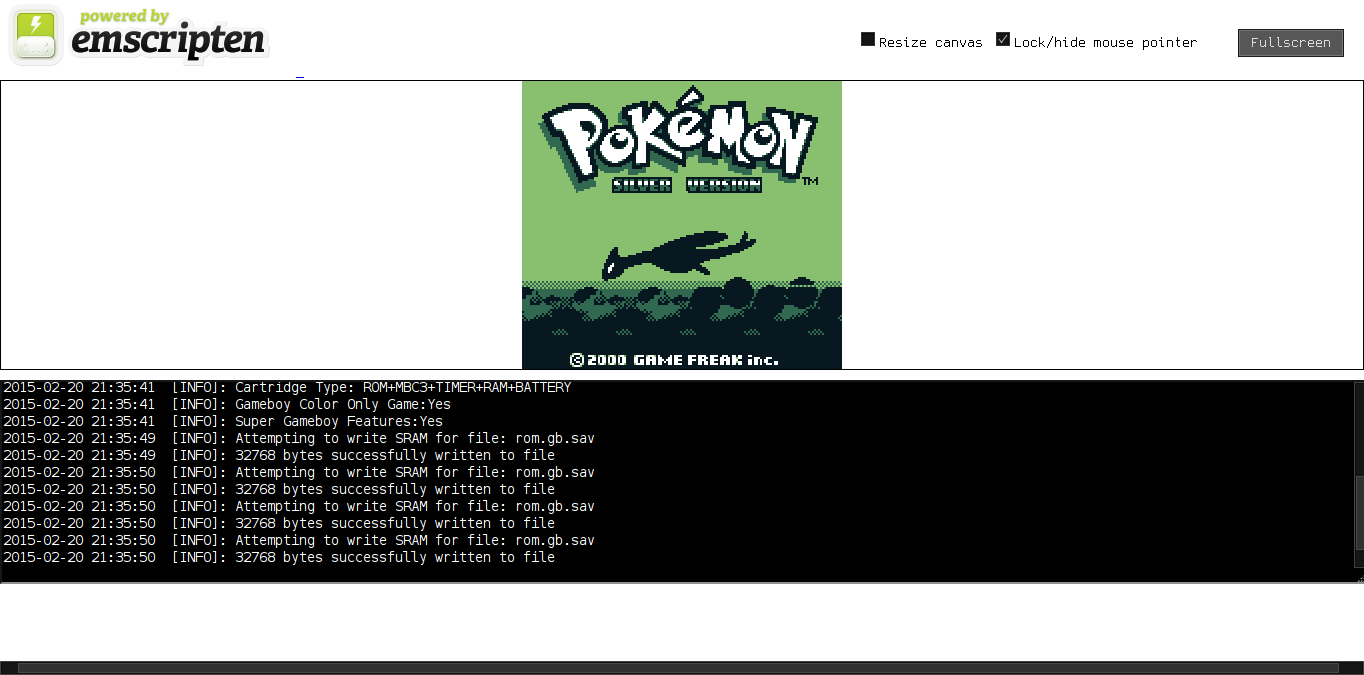 powered by
emscripten
Resize canvas Lock/hide mouse pointer Fullscreen
POKéMON
SILVER VERSION TM
©2000 GAME FREAK inc.
2015-02-20 21:35:41 [INFO]: Cartridge Type: ROM+MBC3+TIMER+RAM+BATTERY
2015-02-20 21:35:41 [INFO]: Gameboy Color Only Game:Yes
2015-02-20 21:35:41 [INFO]: Super Gameboy Features:Yes
2015-02-20 21:35:49 [INFO]: Attempting to write SRAM for file: rom.gb.sav
2015-02-20 21:35:49 [INFO]: 32768 bytes successfully written to file
2015-02-20 21:35:50 [INFO]: Attempting to write SRAM for file: rom.gb.sav
2015-02-20 21:35:50 [INFO]: 32768 bytes successfully written to file
2015-02-20 21:35:50 [INFO]: Attempting to write SRAM for file: rom.gb.sav
2015-02-20 21:35:50 [INFO]: 32768 bytes successfully written to file
2015-02-20 21:35:50 [INFO]: Attempting to write SRAM for file: rom.gb.sav
2015-02-20 21:35:50 [INFO]: 32768 bytes successfully written to file